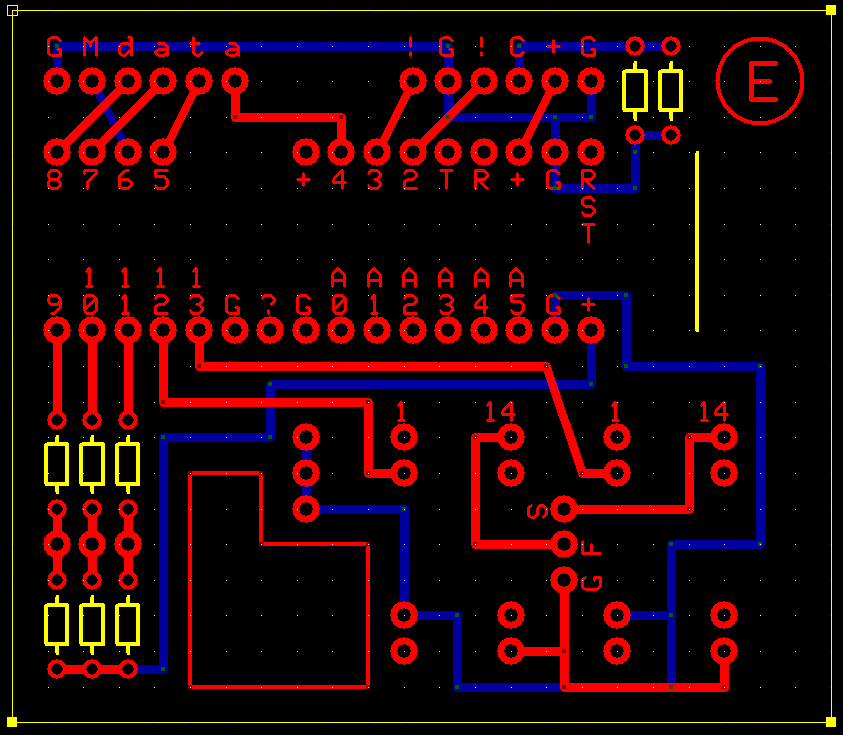 G M d a t a ! G ! C + G
E
8 7 6 5 + 4 3 2 T R + G R
S
T
1 1 1 1 A A A A A A
9 0 1 2 3 G ? G 0 1 2 3 4 5 G +
1 14 1 14
S
F
G